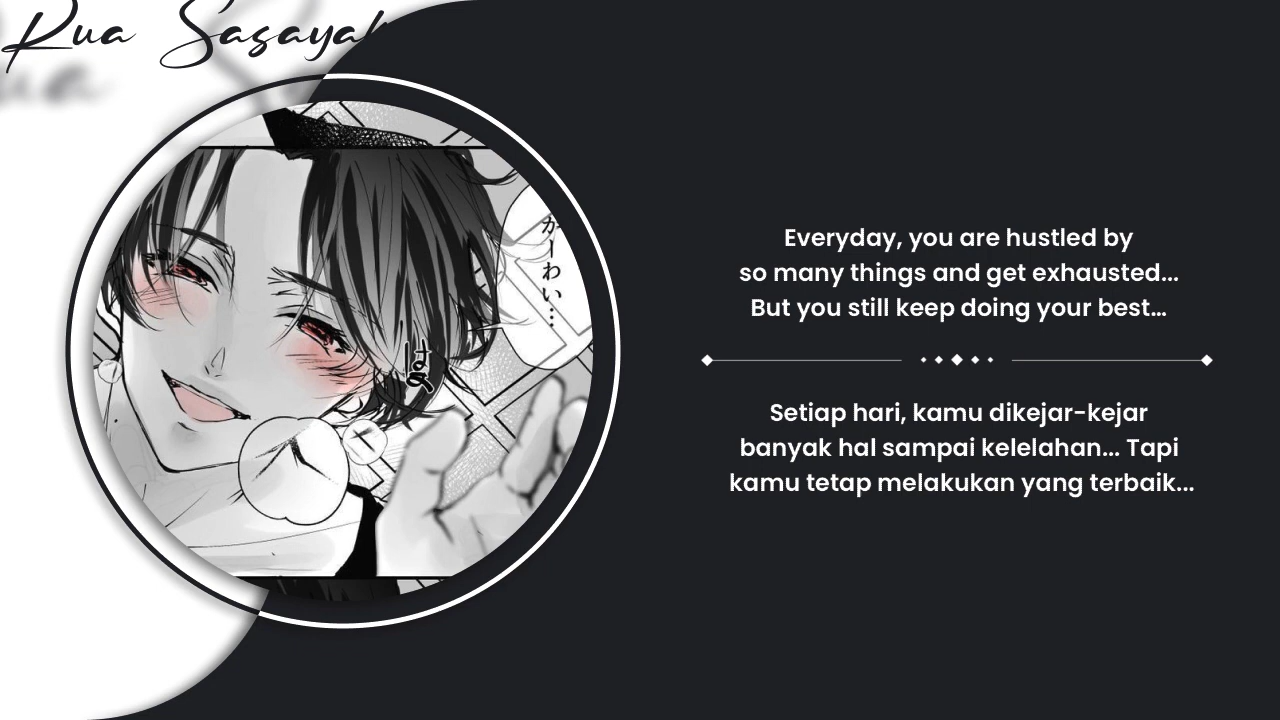 Rua Sasayak
かーわい…
は
Everyday, you are hustled by
so many things and get exhausted...
But you still keep doing your best...
Setiap hari, kamu dikejar-kejar
banyak hal sampai kelelahan... Tapi
kamu tetap melakukan yang terbaik...